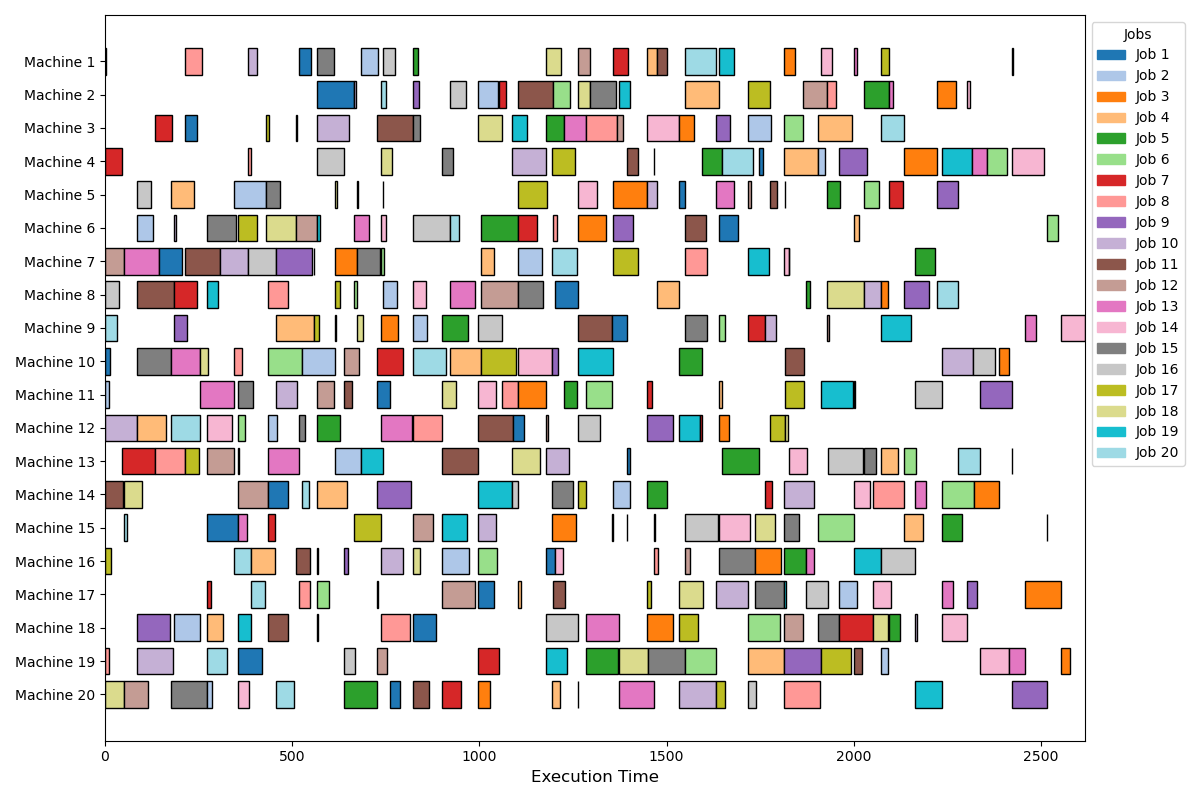 Machine 1
Machine 2
Machine 3
Machine 4
Machine 5
Machine 6
Machine 7
Machine 8
Machine 9
Machine 10
Machine 11
Machine 12
Machine 13
Machine 14
Machine 15
Machine 16
Machine 17
Machine 18
Machine 19
Machine 20
0 500 1000 1500 2000 2500
Execution Time
Jobs
Job 1
Job 2
Job 3
Job 4
Job 5
Job 6
Job 7
Job 8
Job 9
Job 10
Job 11
Job 12
Job 13
Job 14
Job 15
Job 16
Job 17
Job 18
Job 19
Job 20